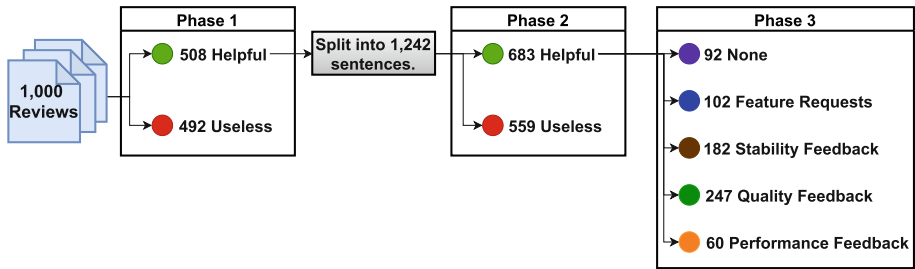 1,000
Reviews
Phase 1
508 Helpful
492 Useless
Split into 1,242
sentences.
Phase 2
683 Helpful
559 Useless
Phase 3
92 None
102 Feature Requests
182 Stability Feedback
247 Quality Feedback
60 Performance Feedback